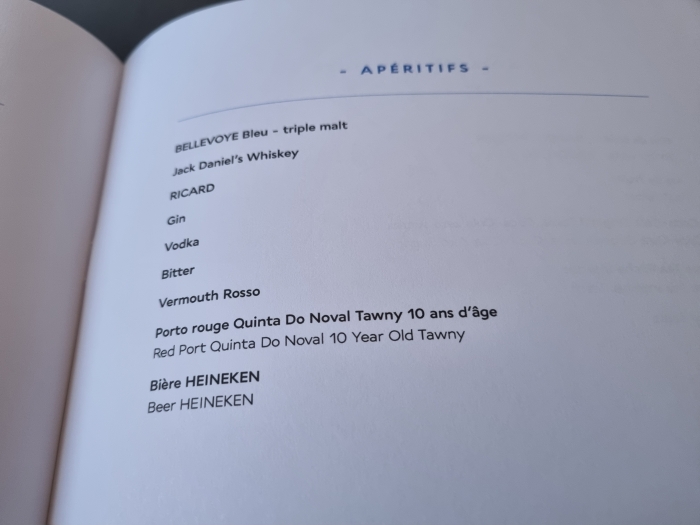 - APÉRITIFS -
BELLEVOYE Bleu - triple malt
Jack Daniel's Whiskey
RICARD
Gin
Vodka
Bitter
Vermouth Rosso
Porto rouge Quinta Do Noval Tawny 10 ans d'âge
Red Port Quinta Do Noval 10 Year Old Tawny
Bière HEINEKEN
Beer HEINEKEN